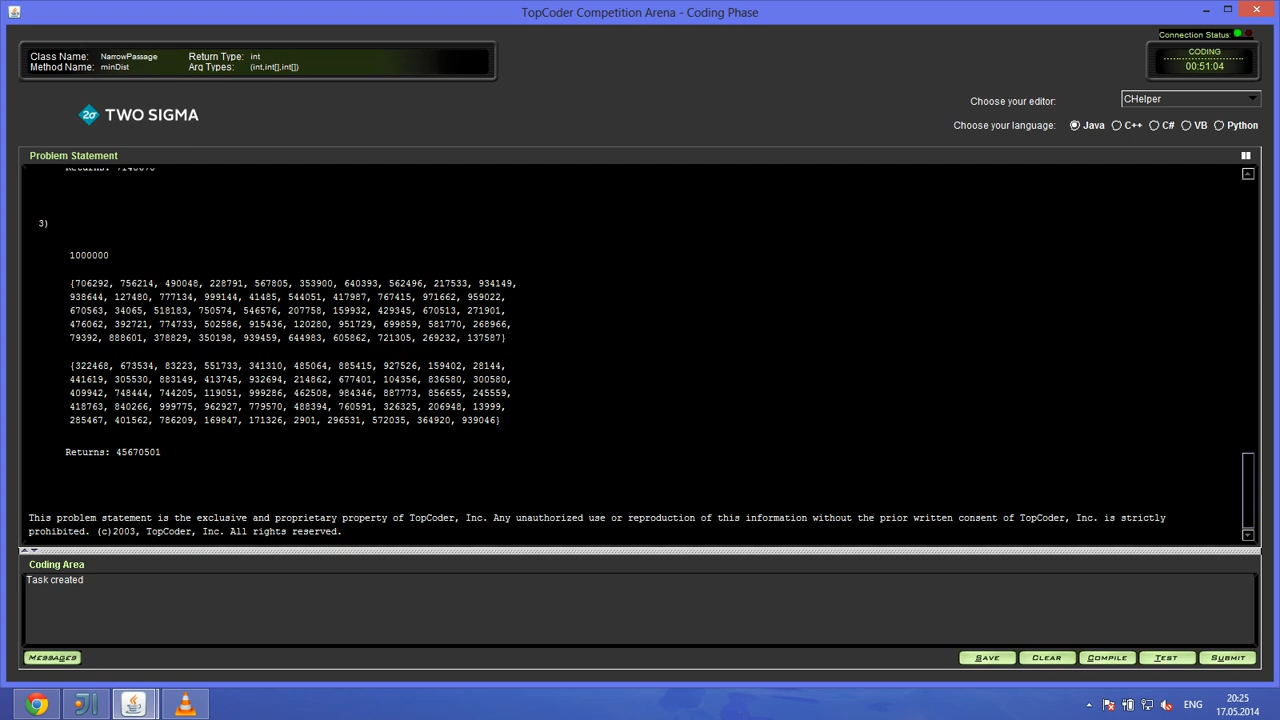 TopCoder Competition Arena - Coding Phase
Connection Status:
Class Name: NarrowPassage Return Type: int
Method Name: minDist Arg Types: (int,int[],int[])
CODING
00:51:04
2σ TWO SIGMA
Choose your editor: CHelper
Choose your language: Java C++ C# VB Python
Problem Statement
3)
1000000
{706292, 756214, 490048, 228791, 567805, 353900, 640393, 562496, 217533, 934149,
938644, 127480, 777134, 999144, 41485, 544051, 417987, 767415, 971662, 959022,
670563, 34065, 518183, 750574, 546576, 207758, 159932, 429345, 670513, 271901,
476062, 392721, 774733, 502586, 915436, 120280, 951729, 699859, 581770, 268966,
79392, 888601, 378829, 350198, 939459, 644983, 605862, 721305, 269232, 137587}
{322468, 673534, 83223, 551733, 341310, 485064, 885415, 927526, 159402, 28144,
441619, 305530, 883149, 413745, 932694, 214862, 677401, 104356, 836580, 300580,
409942, 748444, 744205, 119051, 999286, 462508, 984346, 887773, 856655, 245559,
418763, 840266, 999775, 962927, 779570, 488394, 760591, 326325, 206948, 13999,
285467, 401562, 786209, 169847, 171326, 2901, 296531, 572035, 364920, 939046}
Returns: 45670501
This problem statement is the exclusive and proprietary property of TopCoder, Inc. Any unauthorized use or reproduction of this information without the prior written consent of TopCoder, Inc. is strictly
prohibited. (c)2003, TopCoder, Inc. All rights reserved.
Coding Area
Task created
MESSAGES SAVE CLEAR COMPILE TEST SUBMIT
ENG
20:25
17.05.2014